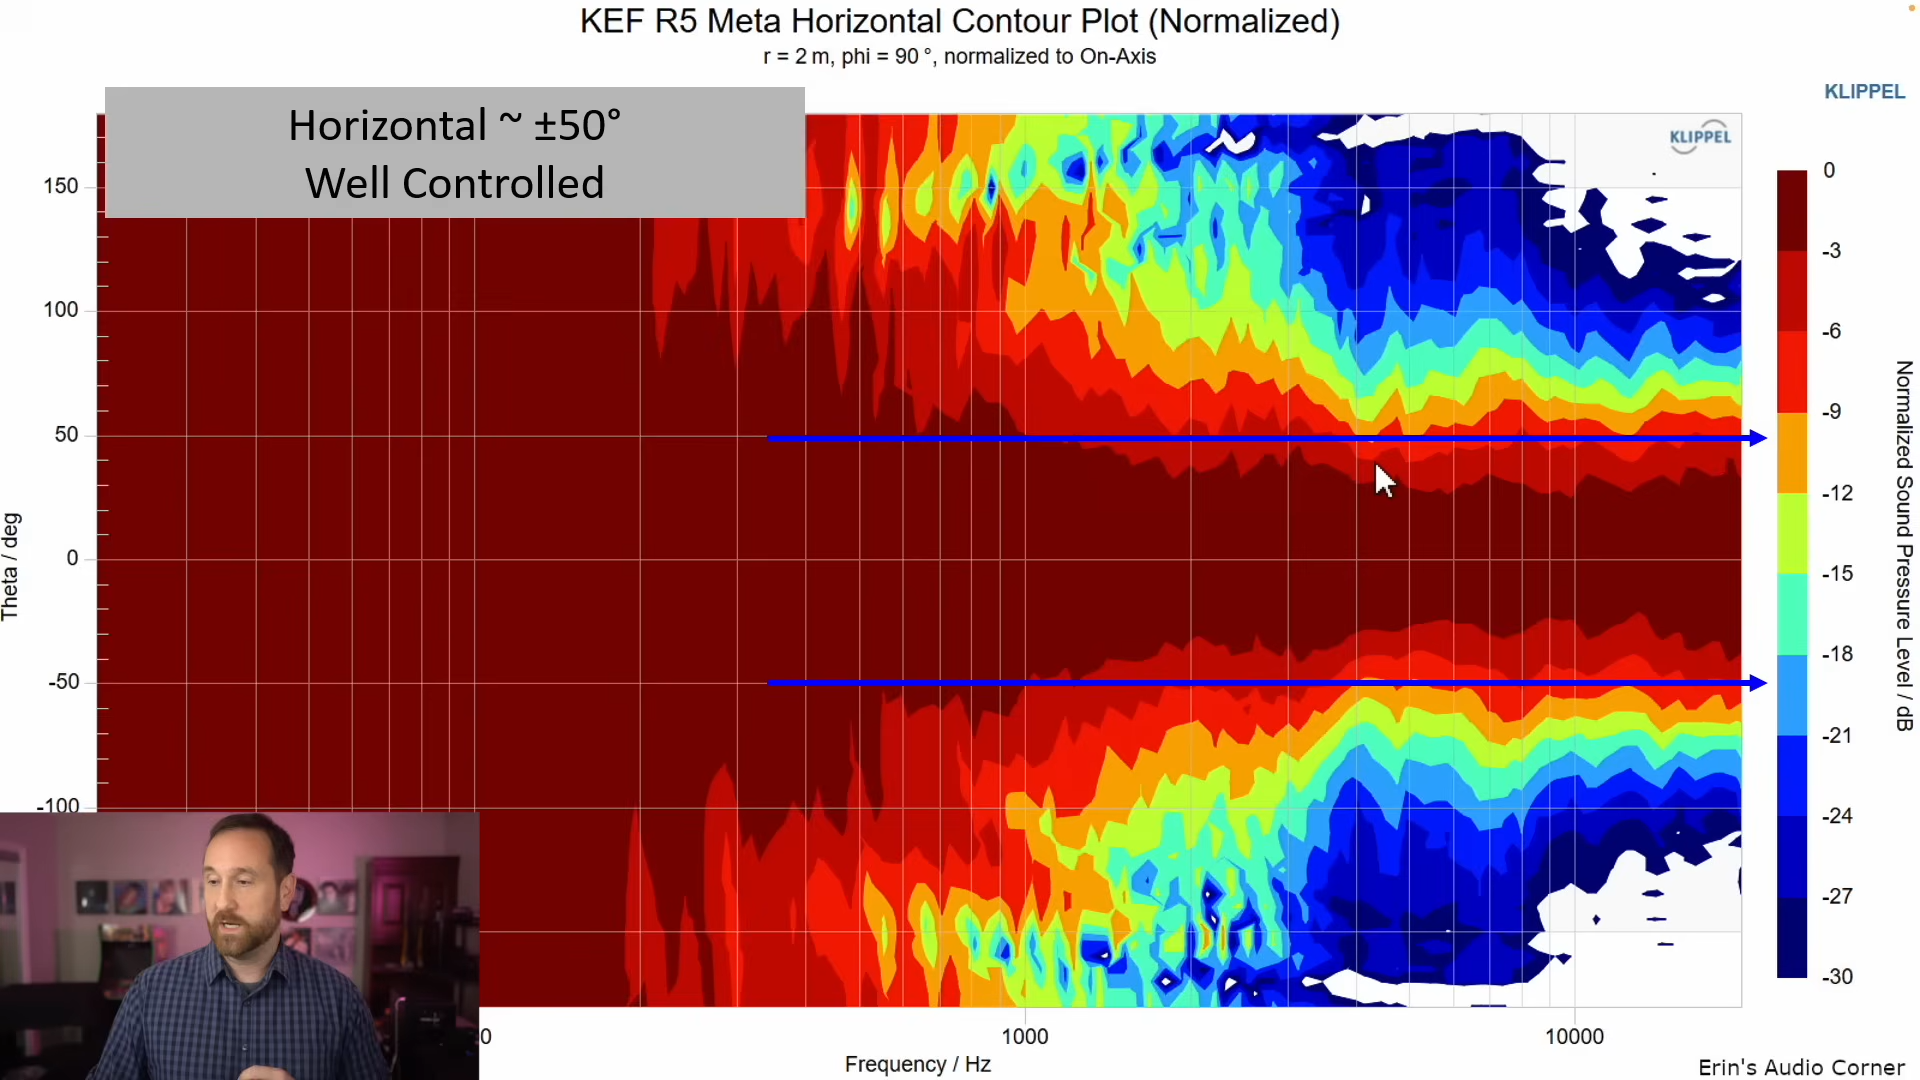 KEF R5 Meta Horizontal Contour Plot (Normalized)
r = 2 m, phi = 90 °, normalized to On-Axis
Horizontal ~ ±50°
Well Controlled
KLIPPEL
KLIPPEL
150
100
50
0
-50
-100
Theta / deg
0
-3
-6
-9
-12
-15
-18
-21
-24
-27
-30
Normalized Sound Pressure Level / dB
0
1000
10000
Frequency / Hz
Erin's Audio Corner